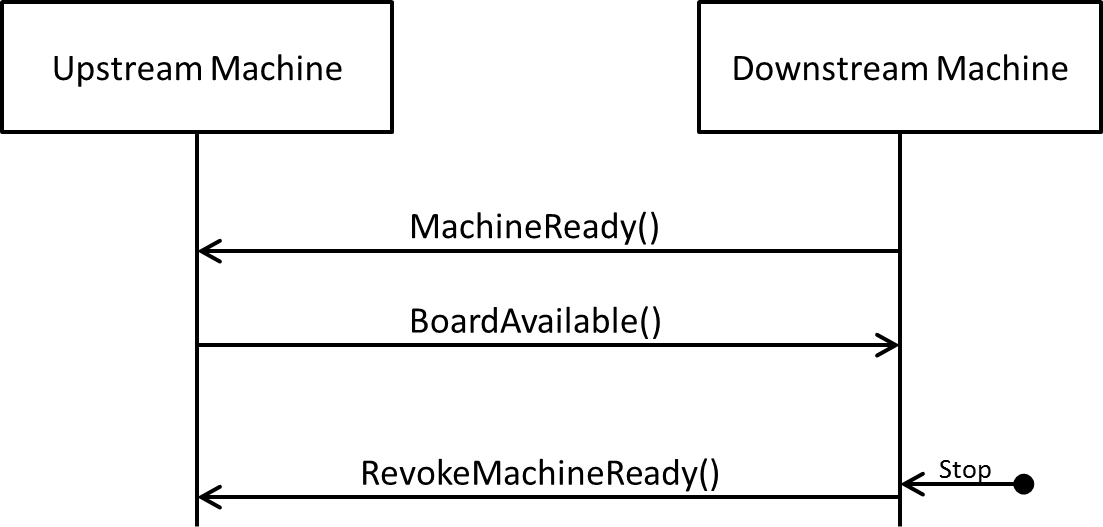 Upstream Machine
Downstream Machine
MachineReady()
BoardAvailable()
RevokeMachineReady()
Stop